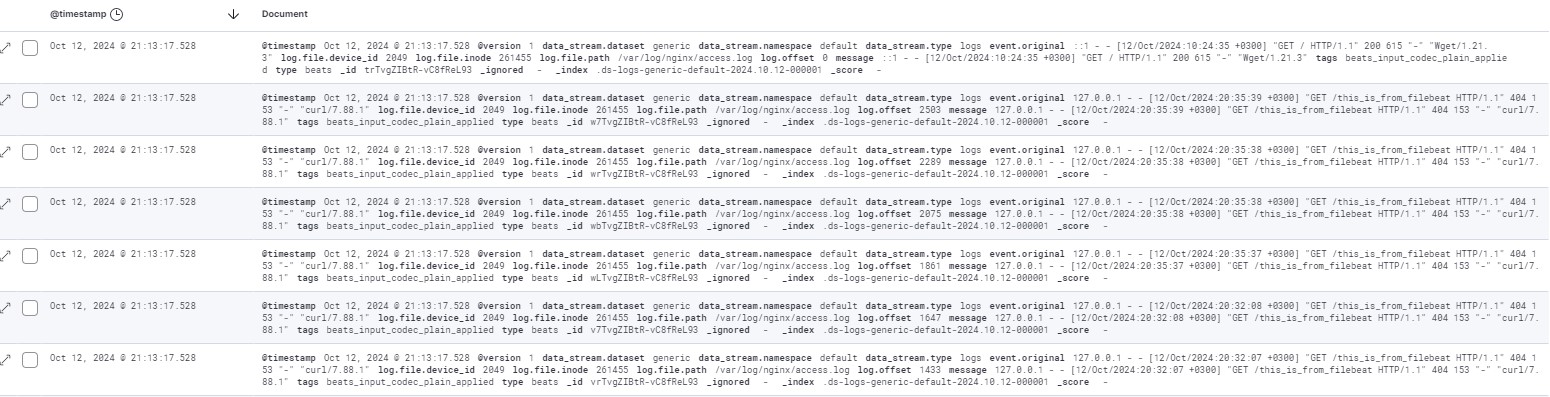 @timestamp Document
Oct 12, 2024 @ 21:13:17.528 @timestamp Oct 12, 2024 @ 21:13:17.528 @version 1 data_stream.dataset generic data_stream.namespace default data_stream.type logs event.original ::1 - - [12/Oct/2024:10:24:35 +0300] "GET / HTTP/1.1" 200 615 "-" "Wget/1.21.
3" log.file.device_id 2049 log.file.inode 261455 log.file.path /var/log/nginx/access.log log.offset 0 message ::1 - - [12/Oct/2024:10:24:35 +0300] "GET / HTTP/1.1" 200 615 "-" "Wget/1.21.3" tags beats_input_codec_plain_applie
d type beats _id trTvgZIBtR-vC8fReL93 _ignored - _index .ds-logs-generic-default-2024.10.12-000001 _score -
Oct 12, 2024 @ 21:13:17.528 @timestamp Oct 12, 2024 @ 21:13:17.528 @version 1 data_stream.dataset generic data_stream.namespace default data_stream.type logs event.original 127.0.0.1 - - [12/Oct/2024:20:35:39 +0300] "GET /this_is_from_filebeat HTTP/1.1" 404 1
53 "-" "curl/7.88.1" log.file.device_id 2049 log.file.inode 261455 log.file.path /var/log/nginx/access.log log.offset 2503 message 127.0.0.1 - - [12/Oct/2024:20:35:39 +0300] "GET /this_is_from_filebeat HTTP/1.1" 404 153 "-" "curl/7.
88.1" tags beats_input_codec_plain_applied type beats _id w7TvgZIBtR-vC8fReL93 _ignored - _index .ds-logs-generic-default-2024.10.12-000001 _score -
Oct 12, 2024 @ 21:13:17.528 @timestamp Oct 12, 2024 @ 21:13:17.528 @version 1 data_stream.dataset generic data_stream.namespace default data_stream.type logs event.original 127.0.0.1 - - [12/Oct/2024:20:35:38 +0300] "GET /this_is_from_filebeat HTTP/1.1" 404 1
53 "-" "curl/7.88.1" log.file.device_id 2049 log.file.inode 261455 log.file.path /var/log/nginx/access.log log.offset 2289 message 127.0.0.1 - - [12/Oct/2024:20:35:38 +0300] "GET /this_is_from_filebeat HTTP/1.1" 404 153 "-" "curl/7.
88.1" tags beats_input_codec_plain_applied type beats _id wrTvgZIBtR-vC8fReL93 _ignored - _index .ds-logs-generic-default-2024.10.12-000001 _score -
Oct 12, 2024 @ 21:13:17.528 @timestamp Oct 12, 2024 @ 21:13:17.528 @version 1 data_stream.dataset generic data_stream.namespace default data_stream.type logs event.original 127.0.0.1 - - [12/Oct/2024:20:35:38 +0300] "GET /this_is_from_filebeat HTTP/1.1" 404 1
53 "-" "curl/7.88.1" log.file.device_id 2049 log.file.inode 261455 log.file.path /var/log/nginx/access.log log.offset 2075 message 127.0.0.1 - - [12/Oct/2024:20:35:38 +0300] "GET /this_is_from_filebeat HTTP/1.1" 404 153 "-" "curl/7.
88.1" tags beats_input_codec_plain_applied type beats _id wbTvgZIBtR-vC8fReL93 _ignored - _index .ds-logs-generic-default-2024.10.12-000001 _score -
Oct 12, 2024 @ 21:13:17.528 @timestamp Oct 12, 2024 @ 21:13:17.528 @version 1 data_stream.dataset generic data_stream.namespace default data_stream.type logs event.original 127.0.0.1 - - [12/Oct/2024:20:35:37 +0300] "GET /this_is_from_filebeat HTTP/1.1" 404 1
53 "-" "curl/7.88.1" log.file.device_id 2049 log.file.inode 261455 log.file.path /var/log/nginx/access.log log.offset 1861 message 127.0.0.1 - - [12/Oct/2024:20:35:37 +0300] "GET /this_is_from_filebeat HTTP/1.1" 404 153 "-" "curl/7.
88.1" tags beats_input_codec_plain_applied type beats _id wLTvgZIBtR-vC8fReL93 _ignored - _index .ds-logs-generic-default-2024.10.12-000001 _score -
Oct 12, 2024 @ 21:13:17.528 @timestamp Oct 12, 2024 @ 21:13:17.528 @version 1 data_stream.dataset generic data_stream.namespace default data_stream.type logs event.original 127.0.0.1 - - [12/Oct/2024:20:32:08 +0300] "GET /this_is_from_filebeat HTTP/1.1" 404 1
53 "-" "curl/7.88.1" log.file.device_id 2049 log.file.inode 261455 log.file.path /var/log/nginx/access.log log.offset 1647 message 127.0.0.1 - - [12/Oct/2024:20:32:08 +0300] "GET /this_is_from_filebeat HTTP/1.1" 404 153 "-" "curl/7.
88.1" tags beats_input_codec_plain_applied type beats _id v7TvgZIBtR-vC8fReL93 _ignored - _index .ds-logs-generic-default-2024.10.12-000001 _score -
Oct 12, 2024 @ 21:13:17.528 @timestamp Oct 12, 2024 @ 21:13:17.528 @version 1 data_stream.dataset generic data_stream.namespace default data_stream.type logs event.original 127.0.0.1 - - [12/Oct/2024:20:32:07 +0300] "GET /this_is_from_filebeat HTTP/1.1" 404 1
53 "-" "curl/7.88.1" log.file.device_id 2049 log.file.inode 261455 log.file.path /var/log/nginx/access.log log.offset 1433 message 127.0.0.1 - - [12/Oct/2024:20:32:07 +0300] "GET /this_is_from_filebeat HTTP/1.1" 404 153 "-" "curl/7.
88.1" tags beats_input_codec_plain_applied type beats _id vrTvgZIBtR-vC8fReL93 _ignored - _index .ds-logs-generic-default-2024.10.12-000001 _score -